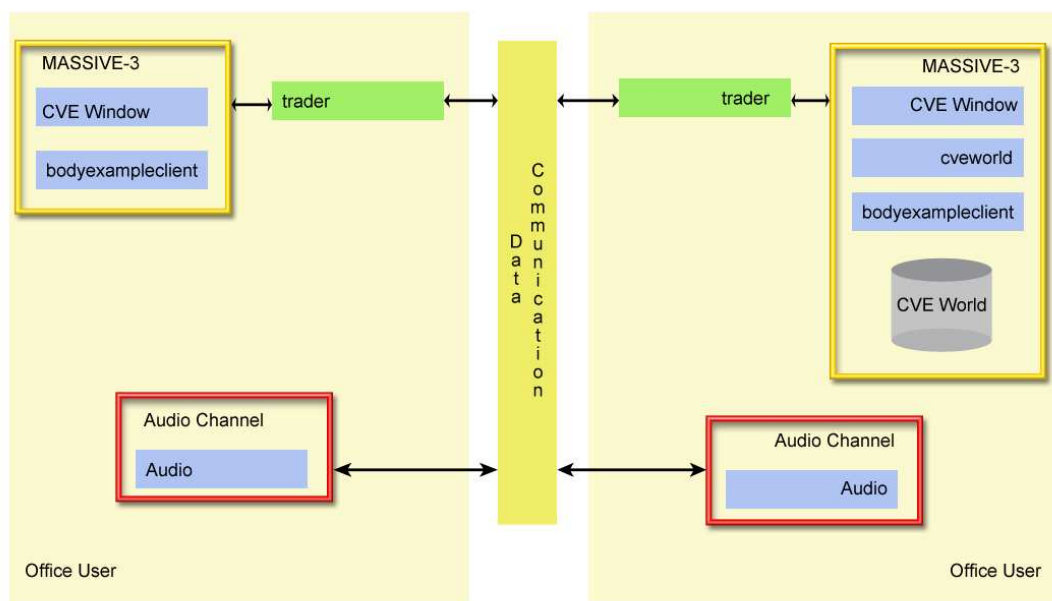 MASSIVE-3
CVE Window
bodyexampleclient
trader
Data
Communication
trader
MASSIVE-3
CVE Window
cveworld
bodyexampleclient
CVE World
Audio Channel
Audio
Audio Channel
Audio
Office User
Office User